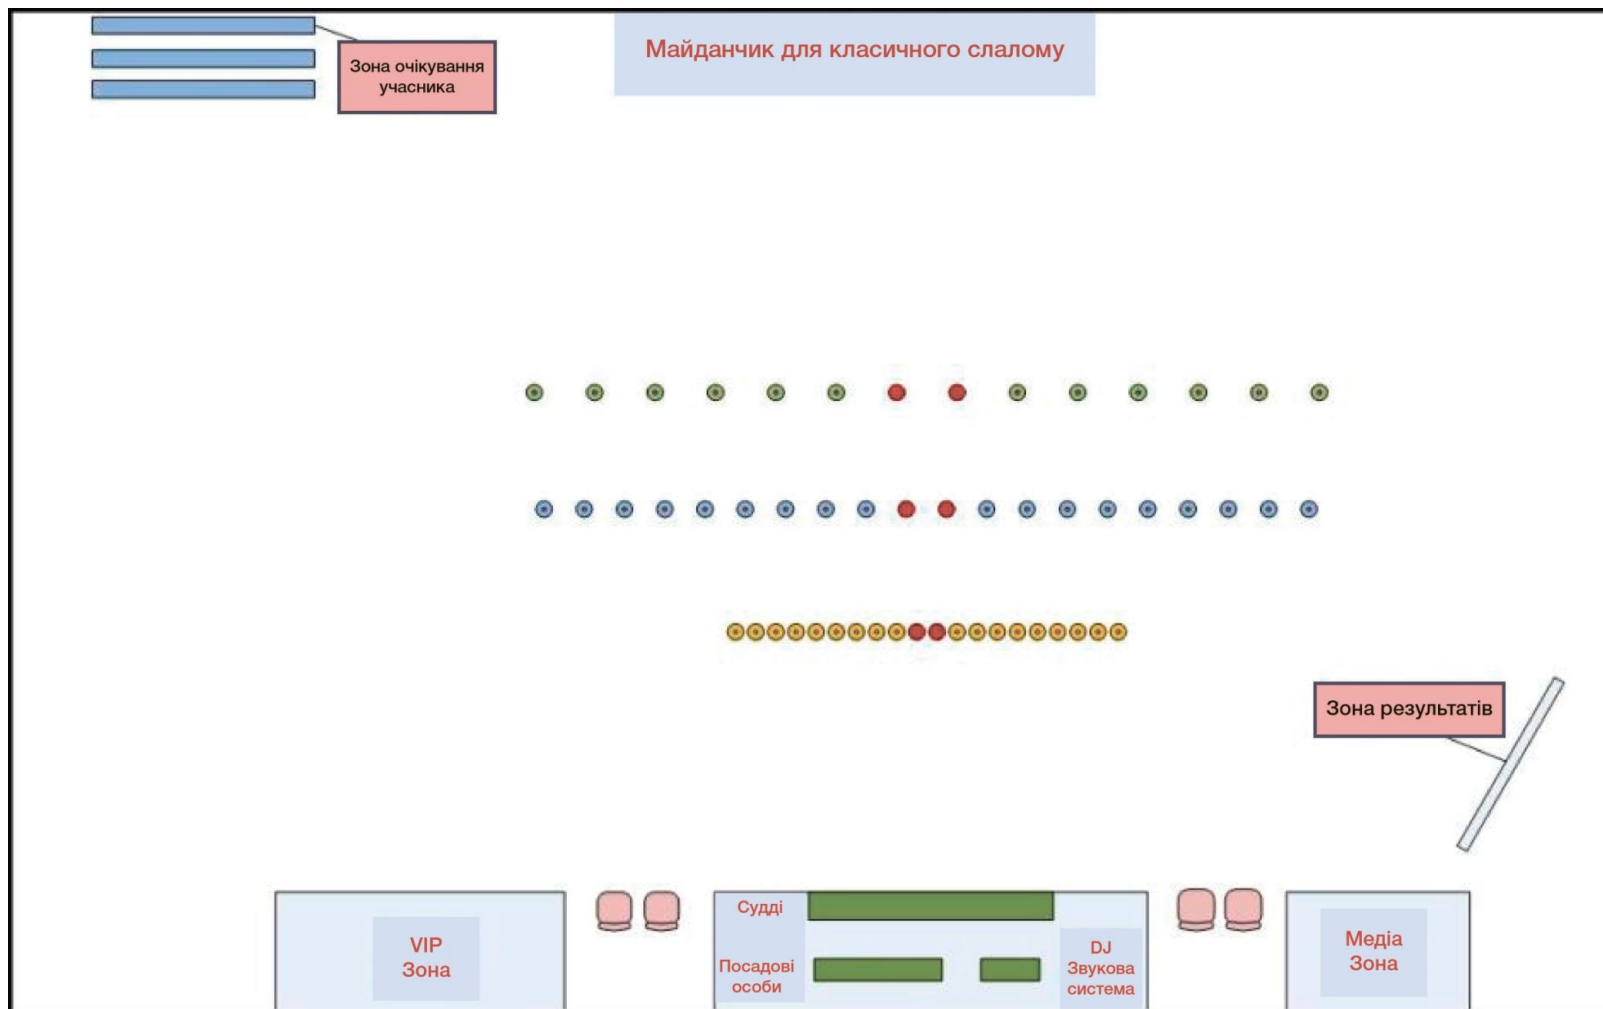 Майданчик для класичного слалому
Зона очікування
учасника
Зона результатів
VIP
Зона
Судді
Посадові
особи
DJ
Звукова
система
Медіа
Зона